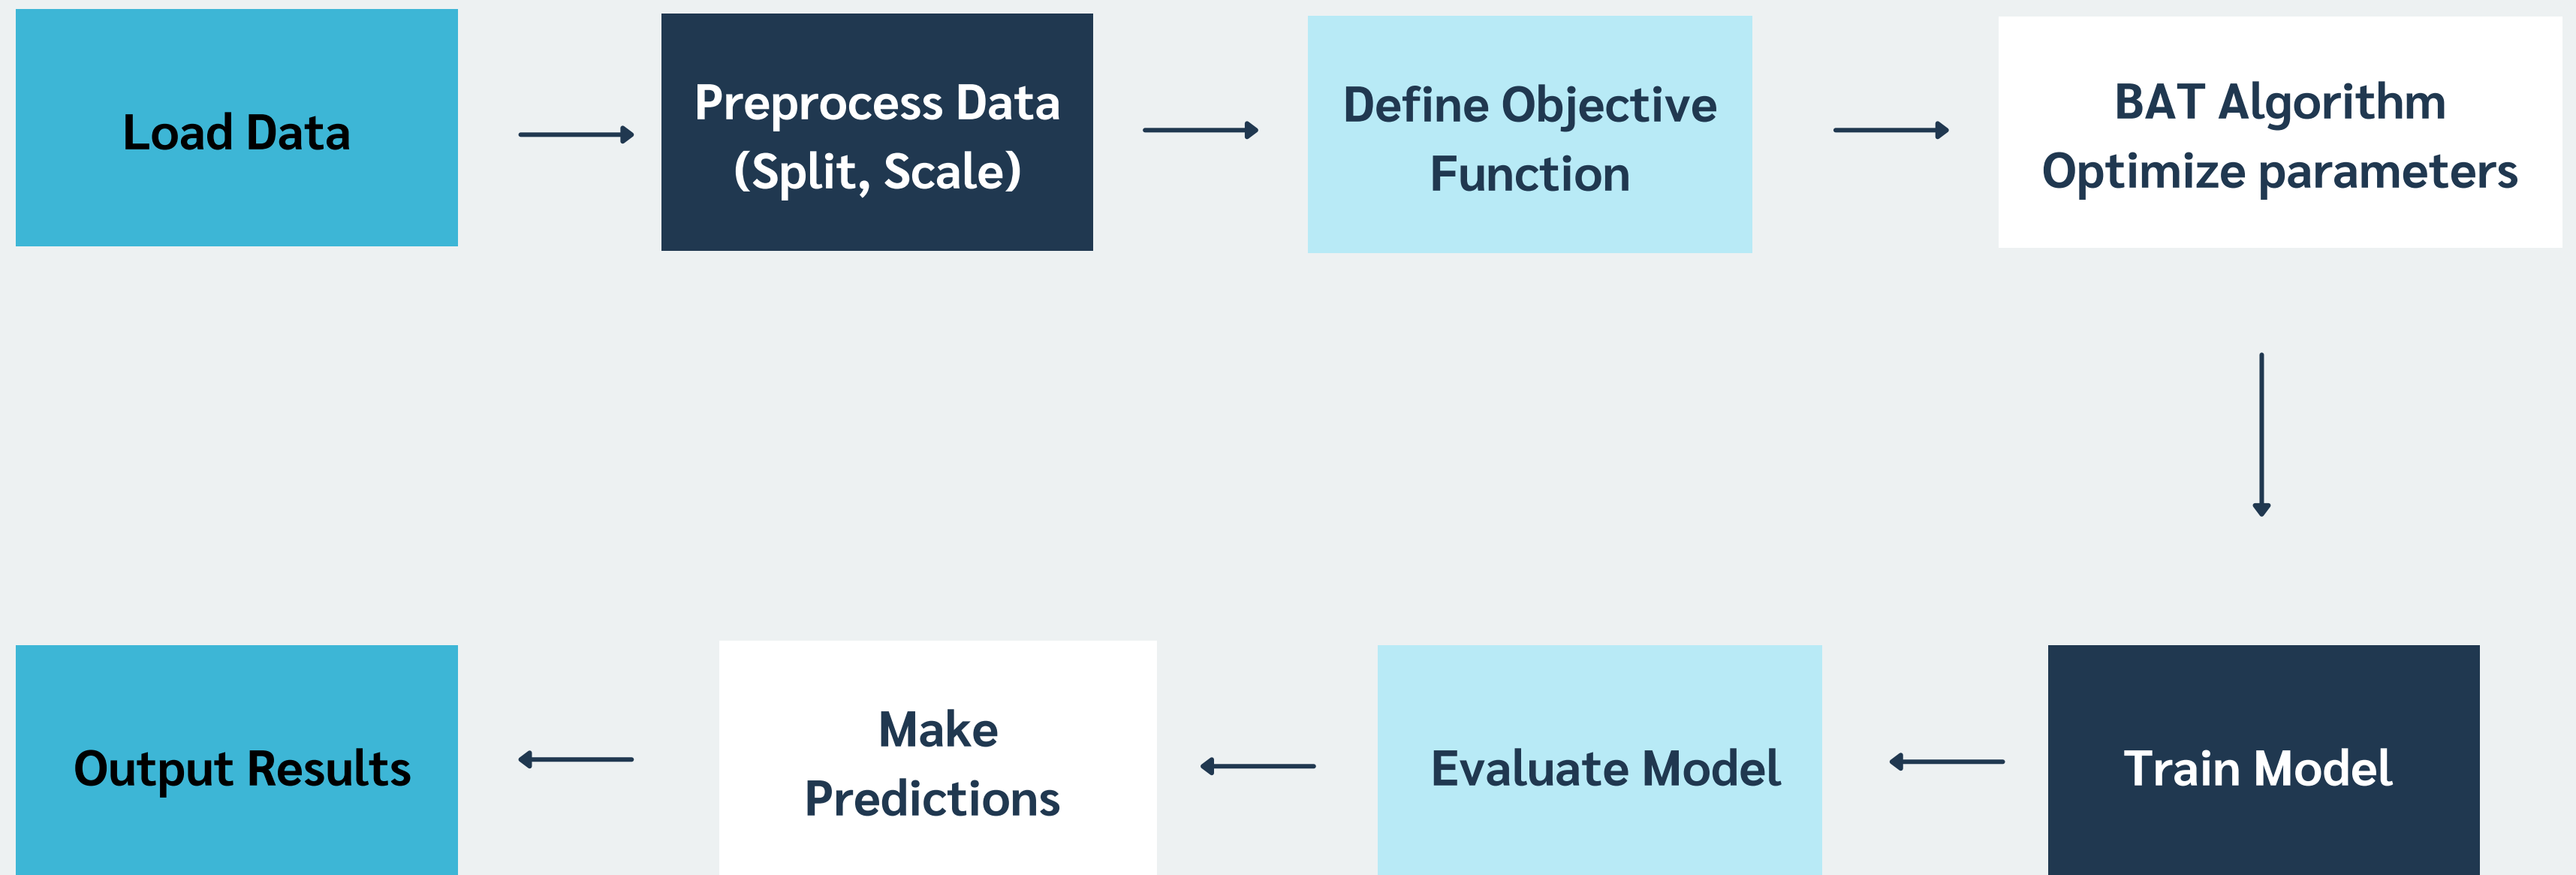 Load Data
Preprocess Data
(Split, Scale)
Define Objective
Function
BAT Algorithm
Optimize parameters
Train Model
Evaluate Model
Make
Predictions
Output Results